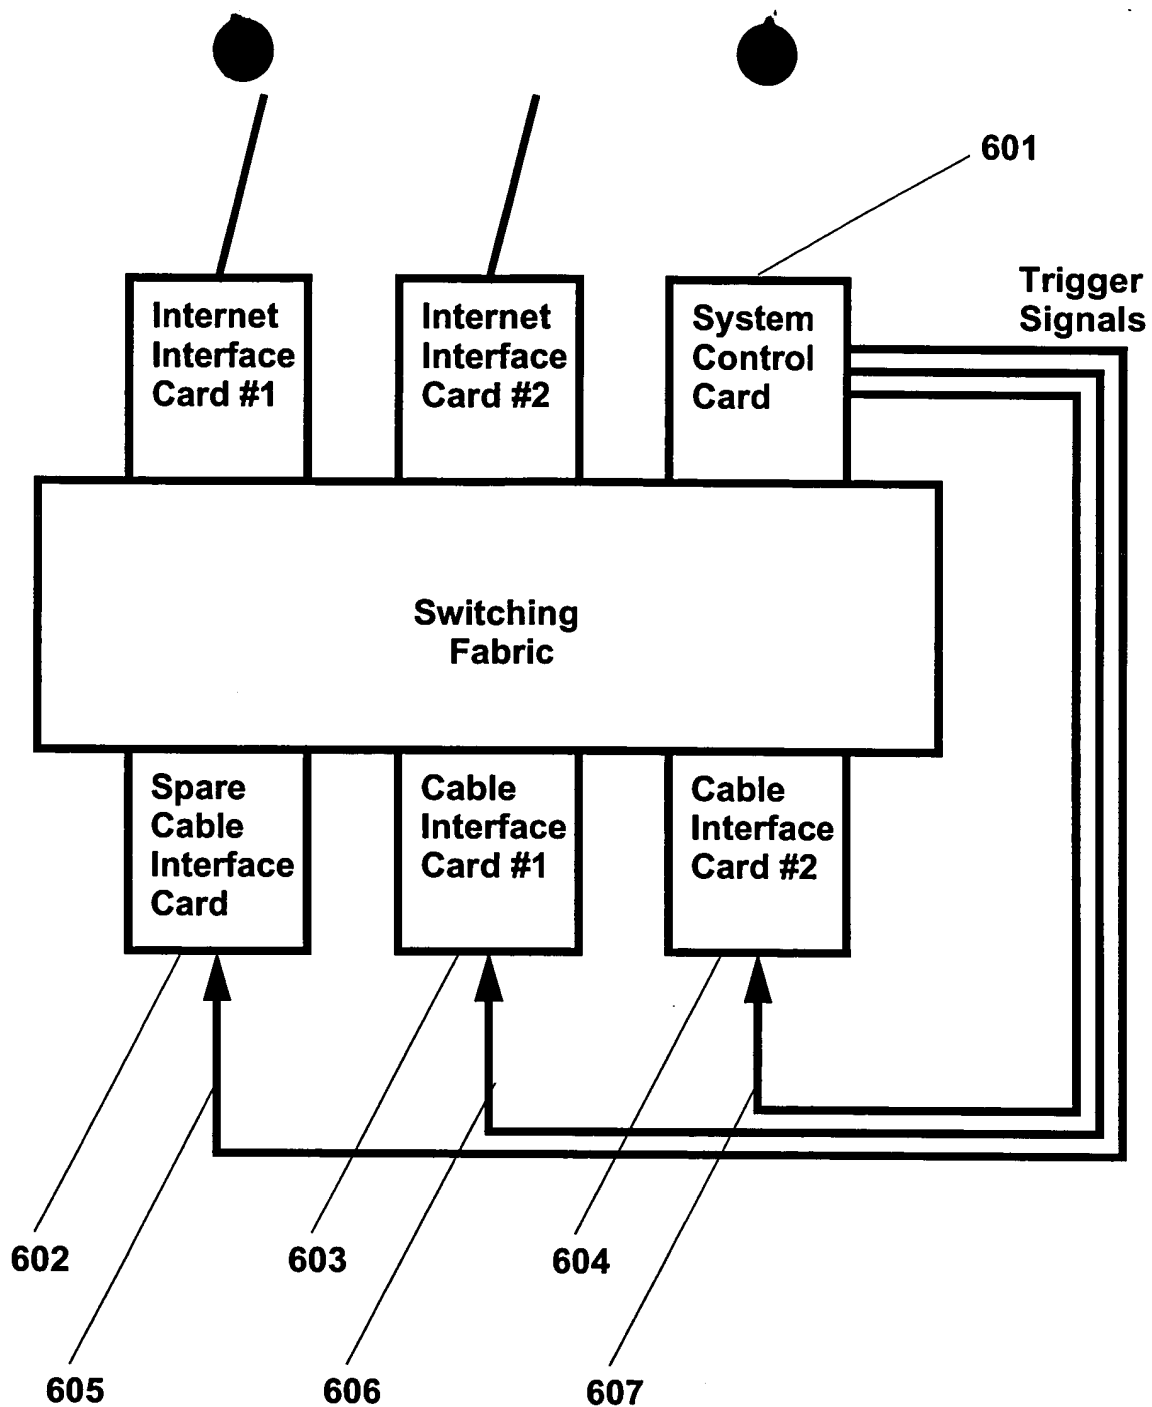 601
Trigger
Signals
Internet
Interface
Card #1
Internet
Interface
Card #2
System
Control
Card
Switching
Fabric
Spare
Cable
Interface
Card
Cable
Interface
Card #1
Cable
Interface
Card #2
602
603
604
605
606
607